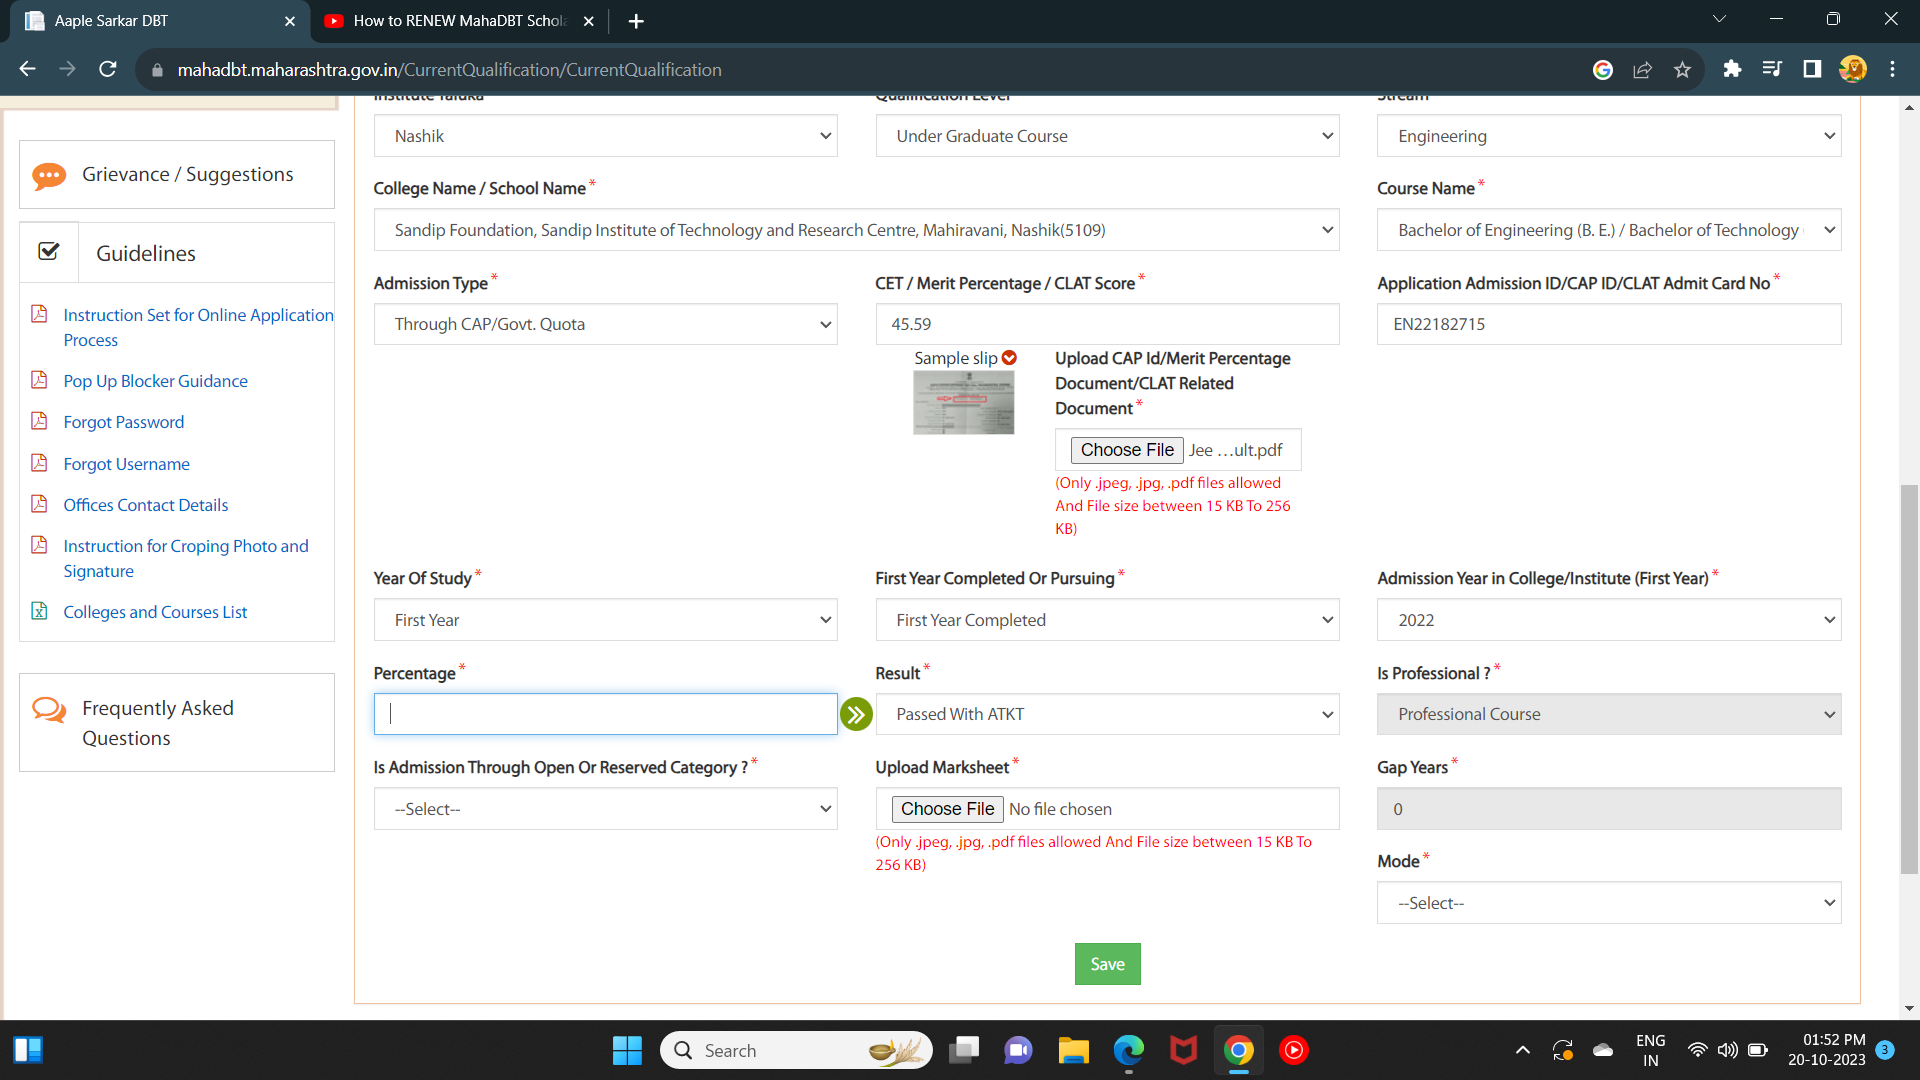 Aaple Sarkar DBT
How to RENEW MahaDBT Schola
mahadbt.maharashtra.gov.in/CurrentQualification/CurrentQualification
Institute Taluka
Qualification Level
Stream
Nashik
Under Graduate Course
Engineering
Grievance / Suggestions
College Name / School Name *
Course Name *
Sandip Foundation, Sandip Institute of Technology and Research Centre, Mahiravani, Nashik(5109)
Bachelor of Engineering (B. E.) / Bachelor of Technology
Guidelines
Admission Type *
CET / Merit Percentage / CLAT Score *
Application Admission ID/CAP ID/CLAT Admit Card No *
Through CAP/Govt. Quota
45.59
EN22182715
Instruction Set for Online Application
Process
Pop Up Blocker Guidance
Forgot Password
Forgot Username
Offices Contact Details
Instruction for Croping Photo and
Signature
Colleges and Courses List
Sample slip
Upload CAP Id/Merit Percentage
Document/CLAT Related
Document *
Choose File Jee ...ult.pdf
(Only .jpeg, .jpg, .pdf files allowed
And File size between 15 KB To 256
KB)
Year Of Study *
First Year Completed Or Pursuing *
Admission Year in College/Institute (First Year) *
First Year
First Year Completed
2022
Percentage *
Result *
Is Professional ? *
Passed With ATKT
Professional Course
Frequently Asked
Questions
Is Admission Through Open Or Reserved Category ? *
Upload Marksheet *
Gap Years *
--Select--
Choose File No file chosen
0
(Only .jpeg, .jpg, .pdf files allowed And File size between 15 KB To
256 KB)
Mode *
--Select--
Save
Search
ENG
IN
01:52 PM
20-10-2023
3